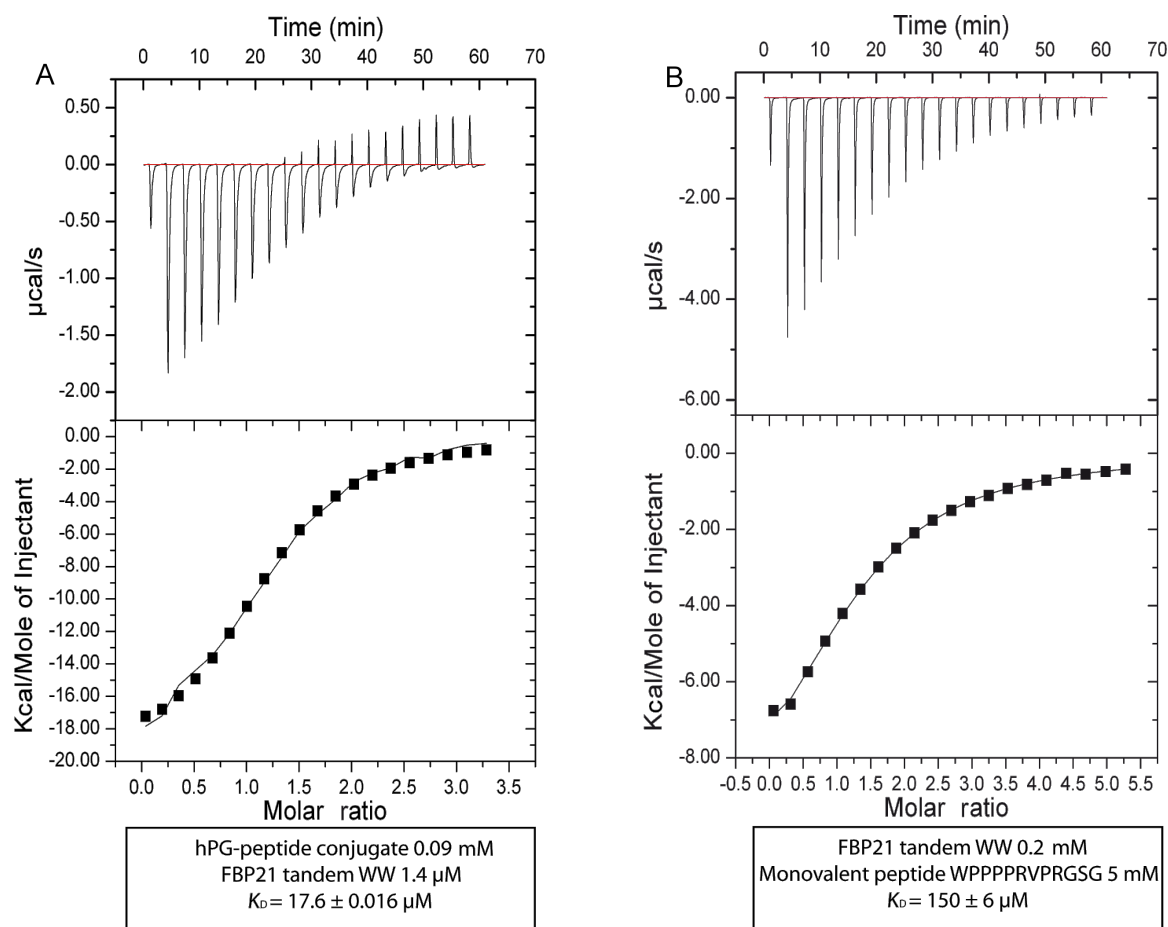 Time (min)
0 10 20 30 40 50 60 70
A
0.50
0.00
-0.50
-1.00
-1.50
-2.00
µcal/s
0.00
-2.00
-4.00
-6.00
-8.00
-10.00
-12.00
-14.00
-16.00
-18.00
-20.00
Kcal/Mole of Injectant
0.0 0.5 1.0 1.5 2.0 2.5 3.0 3.5
Molar ratio
hPG-peptide conjugate 0.09 mM
FBP21 tandem WW 1.4 µM
KD = 17.6 ± 0.016 µM
Time (min)
0 10 20 30 40 50 60 70
B
0.00
-2.00
-4.00
-6.00
µcal/s
0.00
-2.00
-4.00
-6.00
-8.00
Kcal/Mole of Injectant
-0.5 0.0 0.5 1.0 1.5 2.0 2.5 3.0 3.5 4.0 4.5 5.0 5.5
Molar ratio
FBP21 tandem WW 0.2 mM
Monovalent peptide WPPPPRVPRGSG 5 mM
KD = 150 ± 6 µM